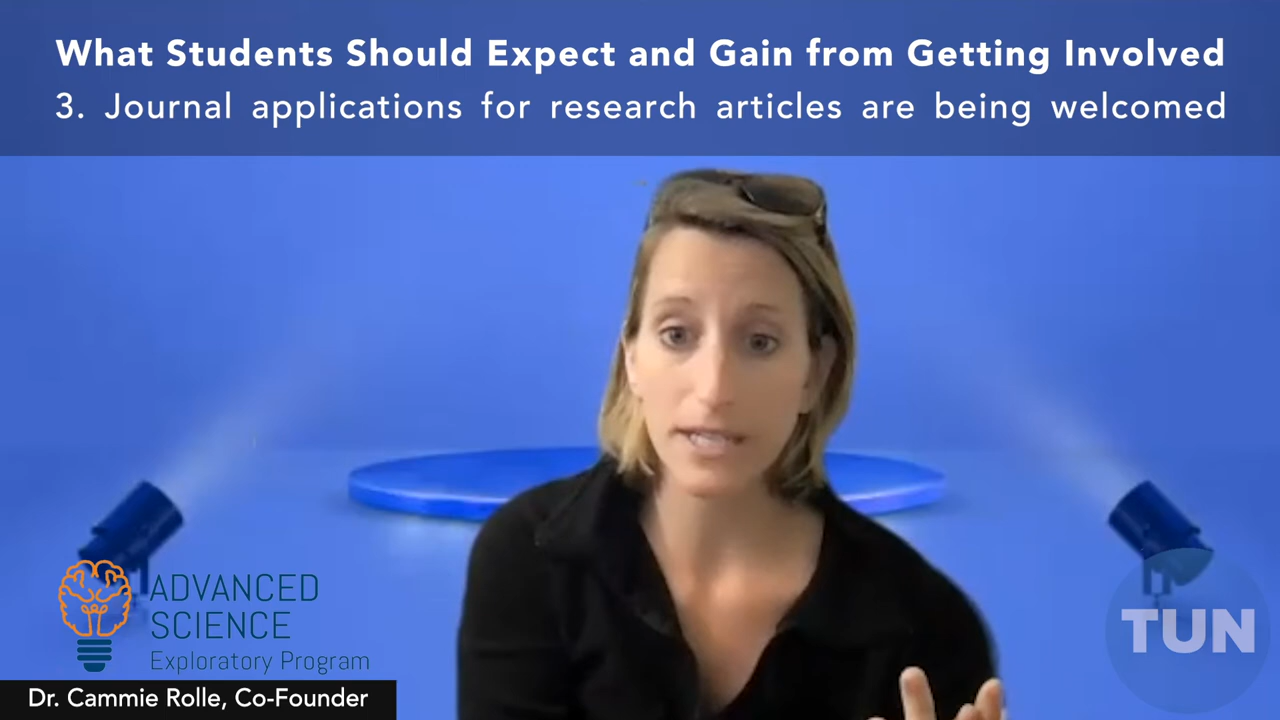 What Students Should Expect and Gain from Getting Involved
3. Journal applications for research articles are being welcomed
ADVANCED
SCIENCE
Exploratory Program
TUN
Dr. Cammie Rolle, Co-Founder